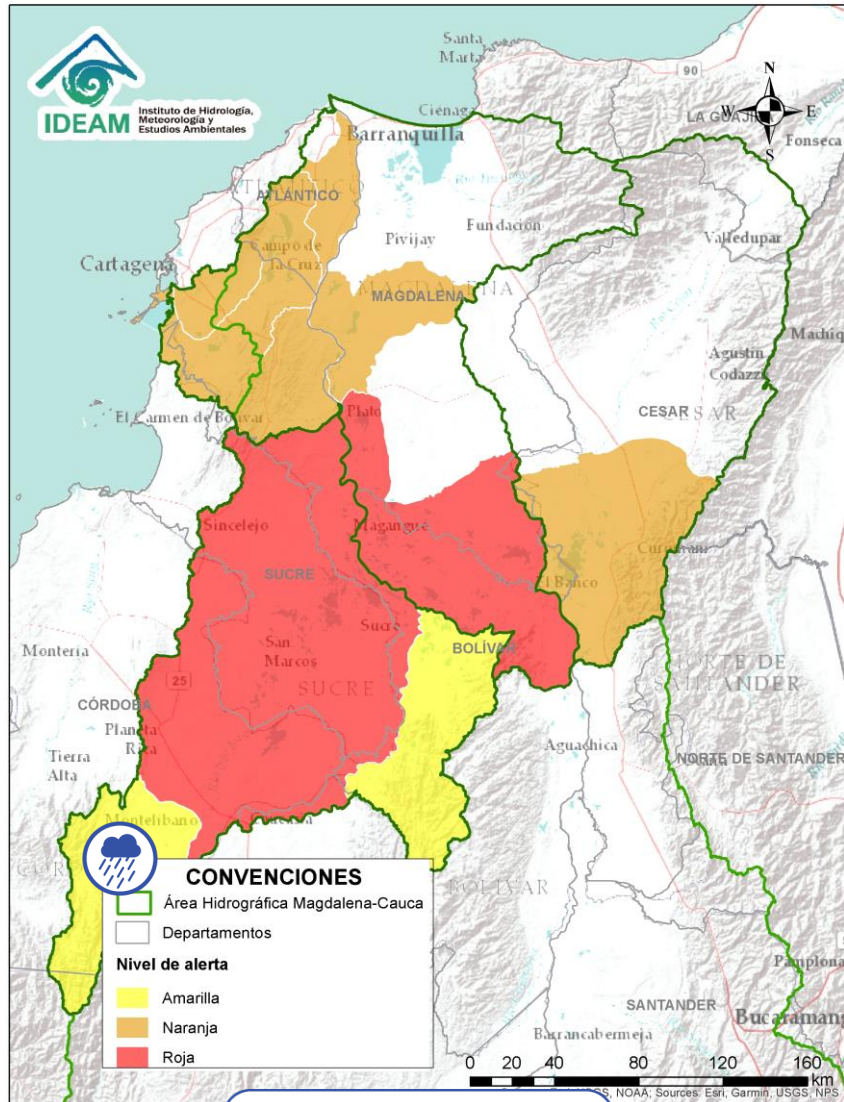 IDEAM
Instituto de Hidrología,
Meteorología y
Estudios Ambientales
Santa
Marta
90
N
W
E
S
Ciénaga
LA GUAJIRA
Barranquilla
Fonseca
ATLÁNTICO
Fundación
Pivijay
Valledupar
Campo de
la Cruz
Cartagena
MAGDALENA
MAGDALENA
Agustín
Codazzi
CESAR
CESAR
El Carmen de Bolívar
Plato
Sincelejo
Magangué
SUCRE
El Banco
Sucre
San
Marcos
BOLÍVAR
Montería
25
SUCRE
NORTE DE
SANTANDER
CÓRDOBA
Planeta
Rica
Aguachica
Tierra
Alta
NORTE DE SANTANDER
Montelíbano
CONVENCIONES
Área Hidrográfica Magdalena-Cauca
Departamentos
Nivel de alerta
Amarilla
Naranja
Roja
BOLÍVAR
Pamplona
SANTANDER
Barrancabermeja
0 20 40 80 120 160
km
NOAA; Sources: Esri, Garmin, USGS, NPS